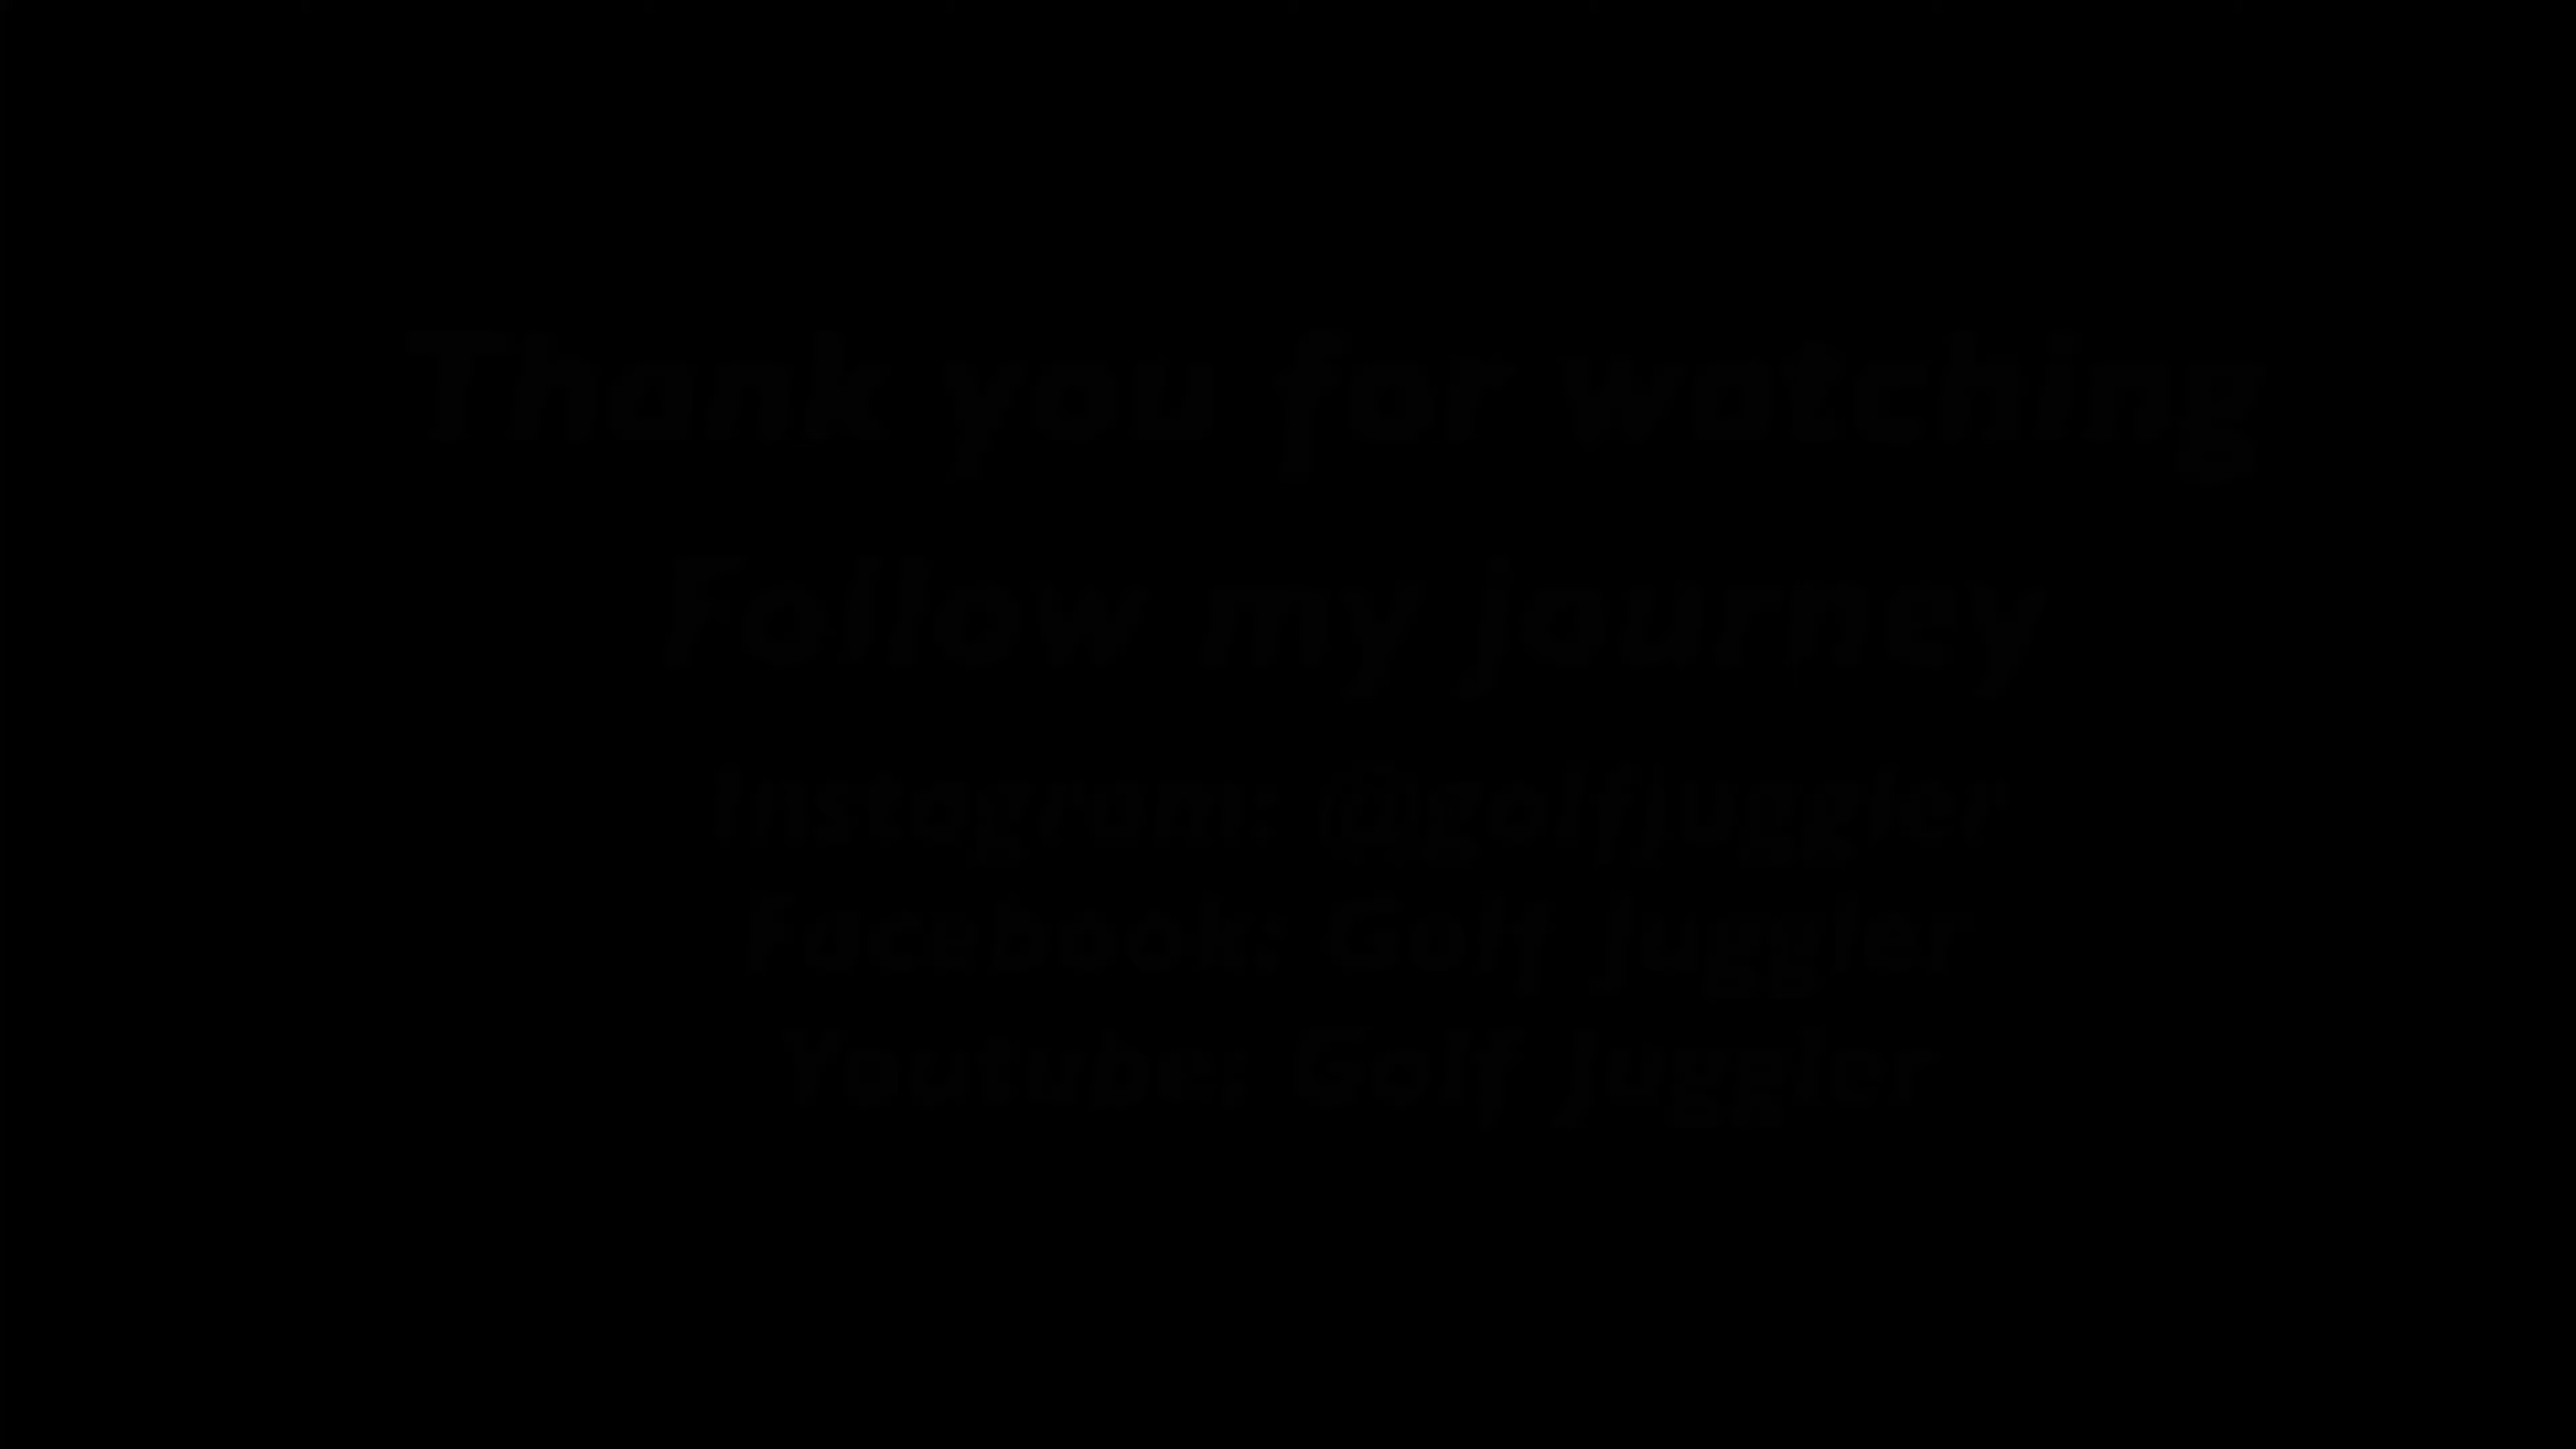 Thank you for watching
Follow my journey
Instagram: @golfjuggler
Facebook: Golf Juggler
Youtube: Golf Juggler